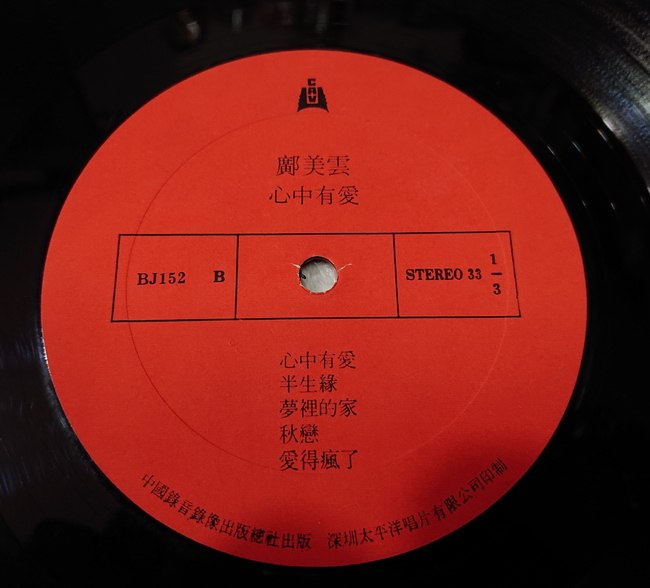 CAV
鄺美雲
心中有愛
BJ152 B
STEREO 33 1/3
心中有愛
半生緣
夢裡的家
秋戀
愛得瘋了
中國錄音錄像出版總社出版 深圳太平洋唱片有限公司印制